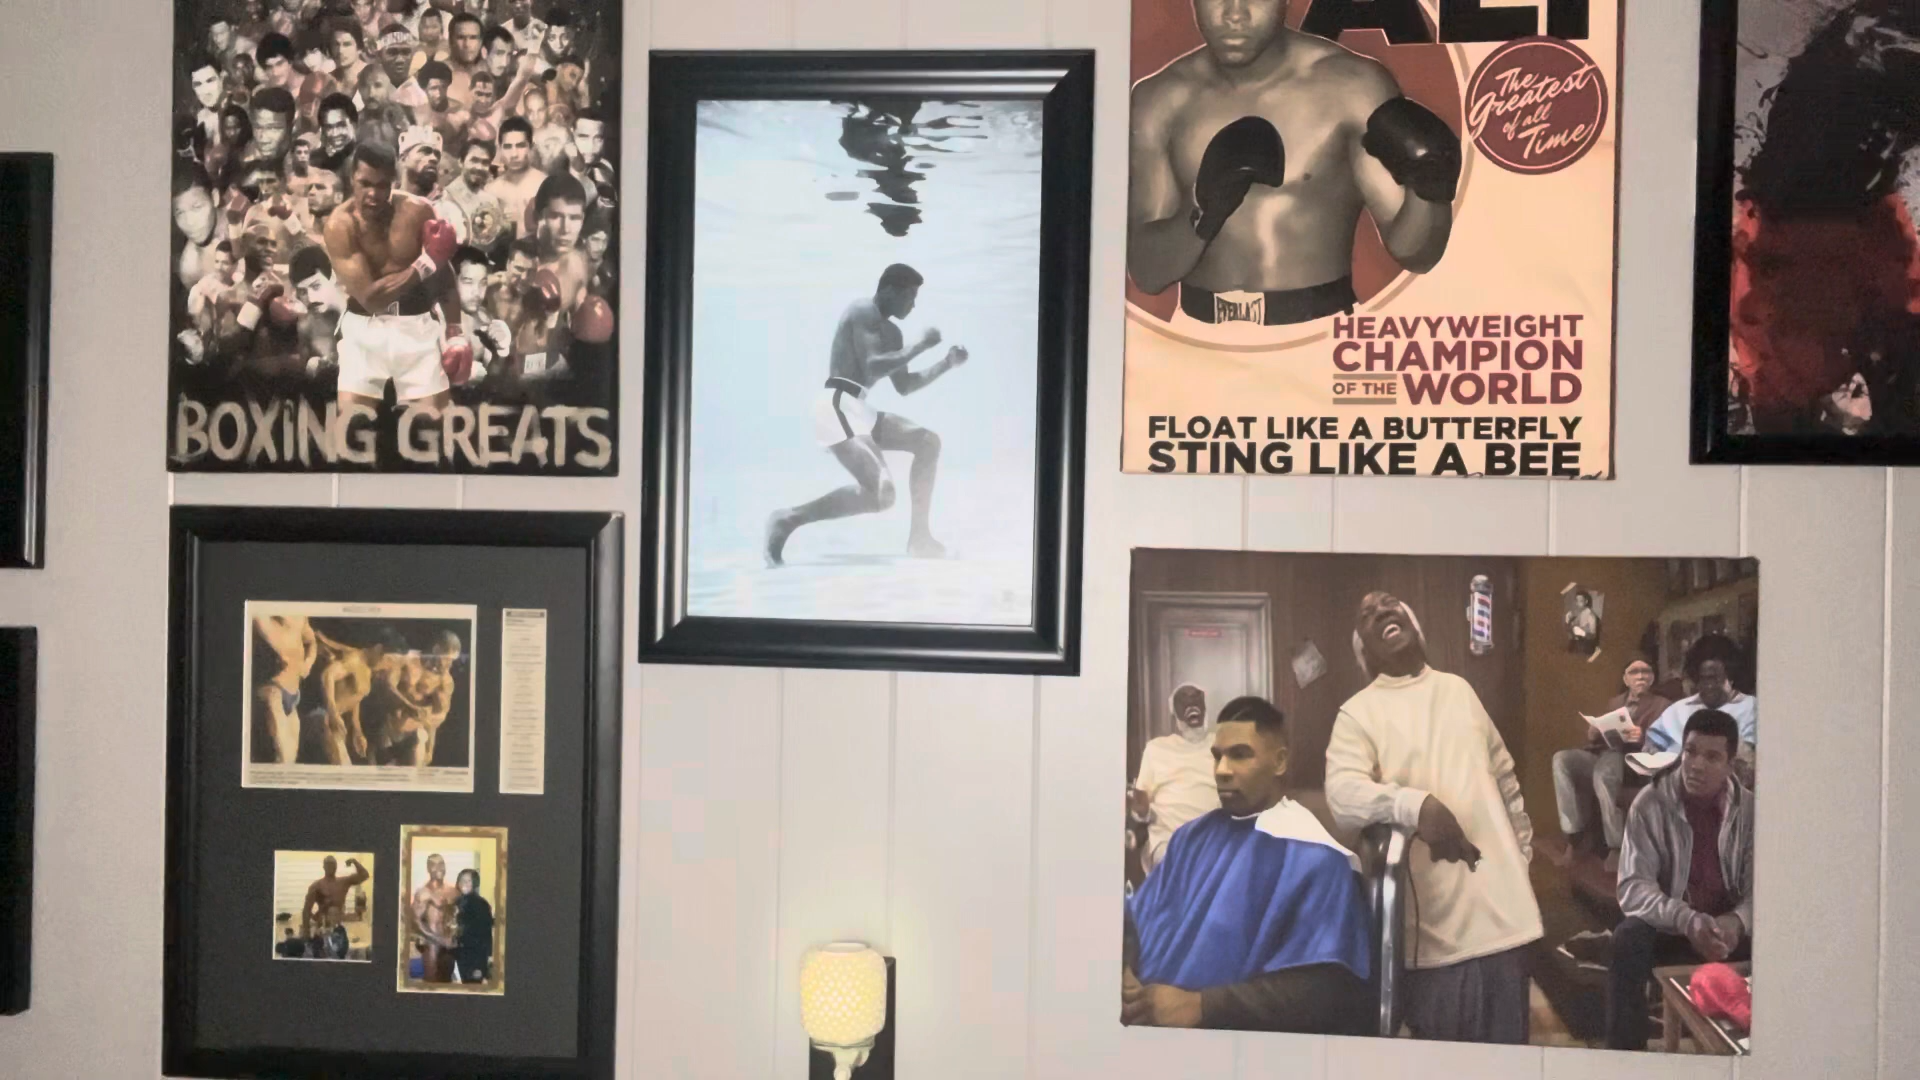 BOXiNG GREATS
ALI
The
Greatest
of all
Time
EVERLAST
HEAVYWEIGHT
CHAMPION
OF THE WORLD
FLOAT LIKE A BUTTERFLY
STING LIKE A BEE